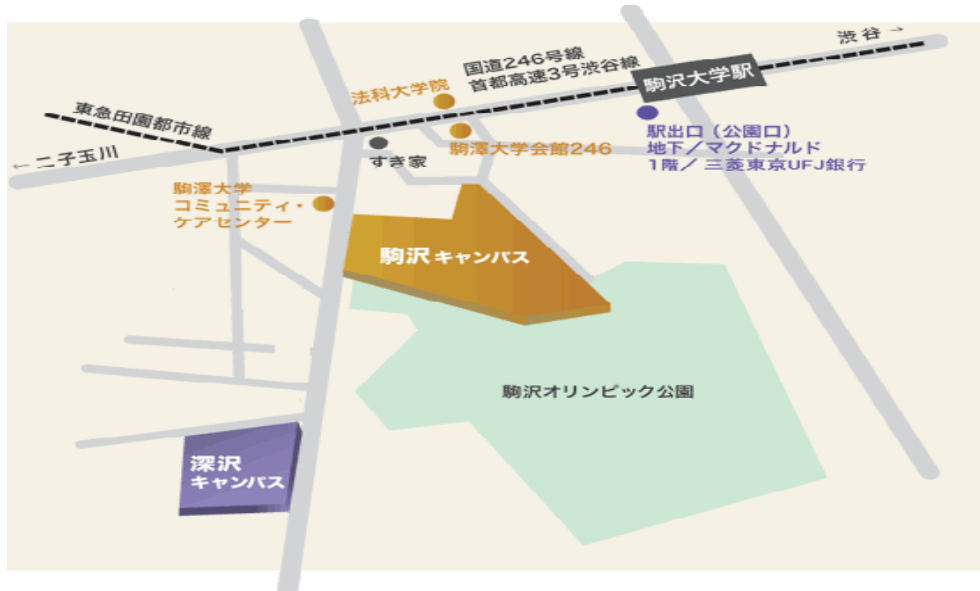 渋谷→
国道246号線
首都高速3号渋谷線
駒沢大学駅
法科大学院
東急田園都市線
←二子玉川
すき家
駒澤大学会館246
駅出口（公園口）
地下／マクドナルド
1階／三菱東京UFJ銀行
駒澤大学
コミュニティ・
ケアセンター
駒沢キャンパス
駒沢オリンピック公園
深沢
キャンパス